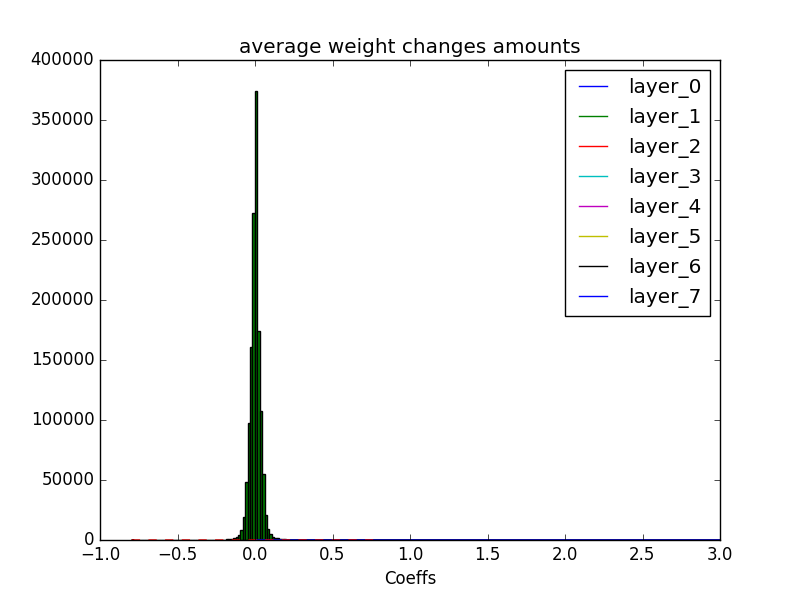 average weight changes amounts
400000
350000
300000
250000
200000
150000
100000
50000
0
layer_0
layer_1
layer_2
layer_3
layer_4
layer_5
layer_6
layer_7
−1.0 −0.5 0.0 0.5 1.0 1.5 2.0 2.5 3.0
Coeffs